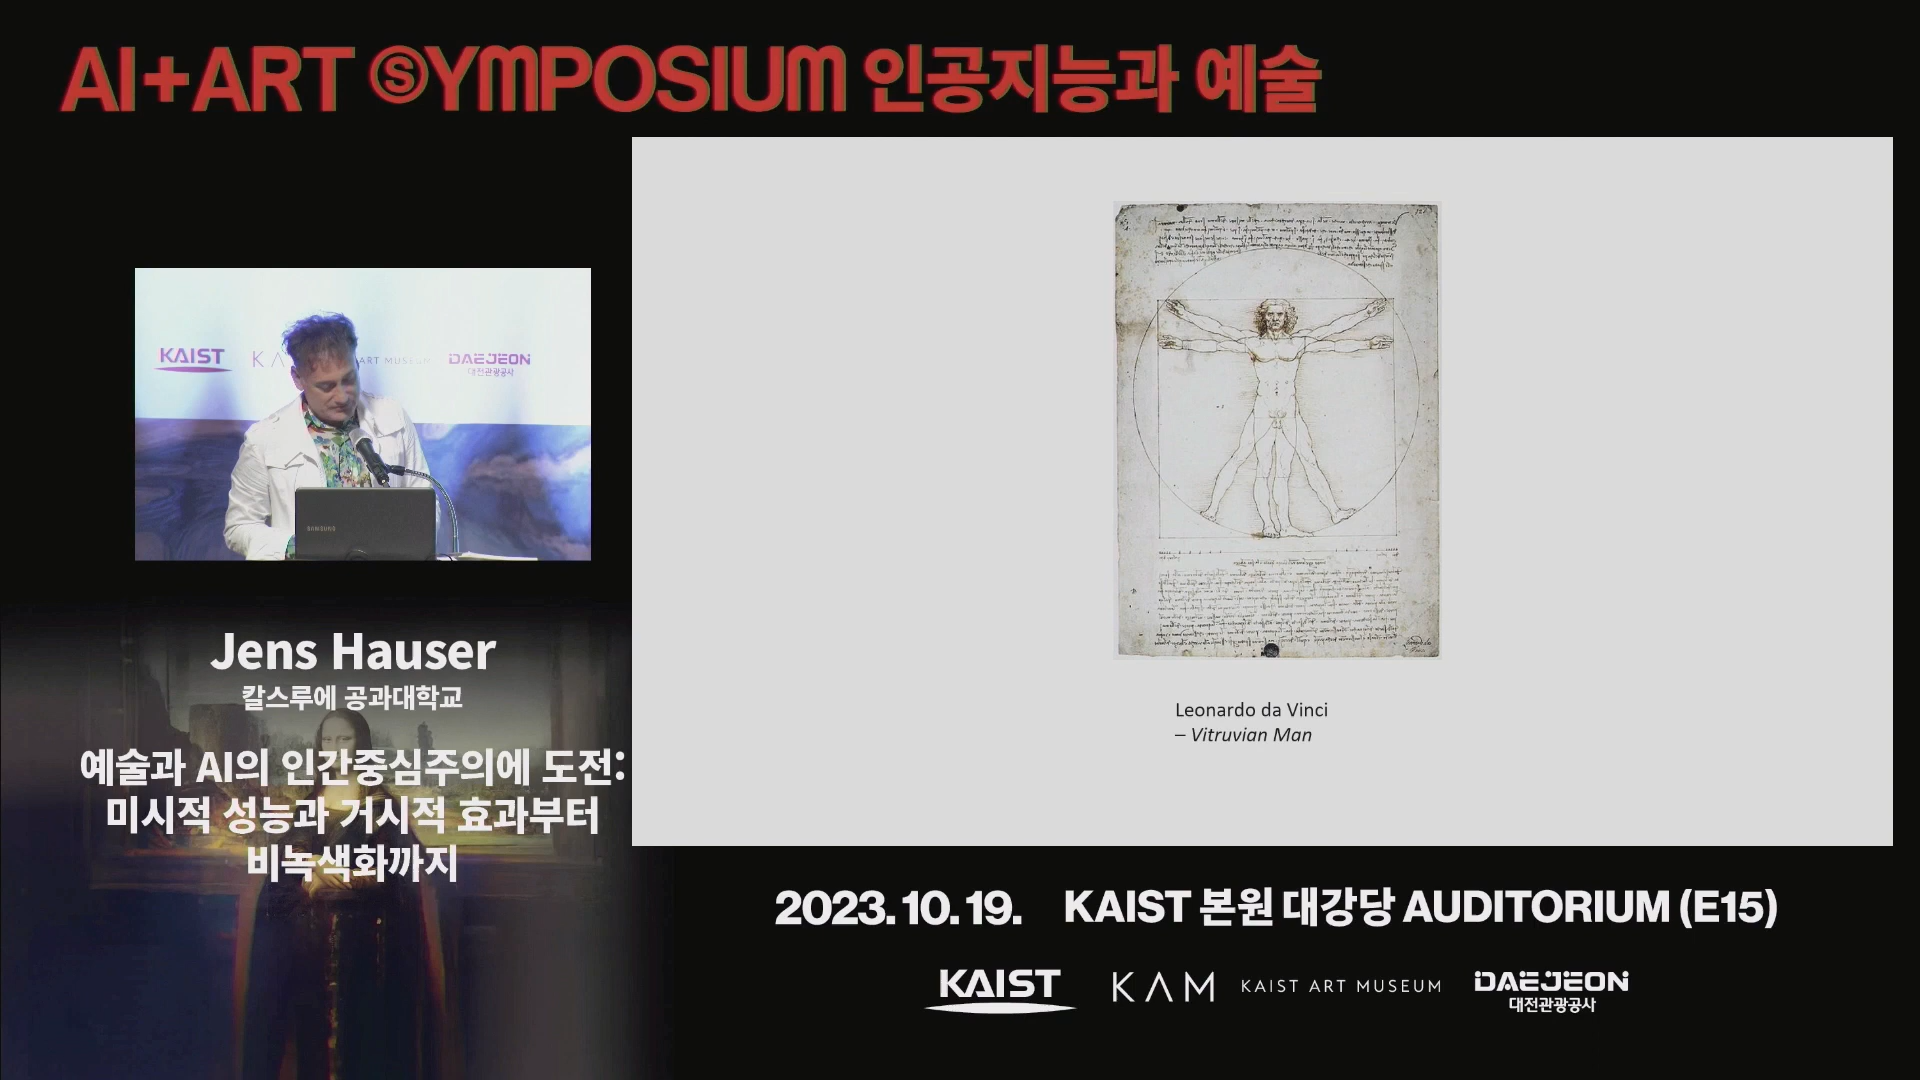 AI+ART SYMPOSIUM 인공지능과 예술
KAIST
KA
ART MUSEUM
DAEJEON
대전관광공사
SAMSUNG
Jens Hauser
칼스루에 공과대학교
예술과 AI의 인간중심주의에 도전:
미시적 성능과 거시적 효과부터
비녹색화까지
Leonardo da Vinci
– Vitruvian Man
2023. 10. 19. KAIST 본원 대강당 AUDITORIUM (E15)
KAIST
KAM KAIST ART MUSEUM
DAEJEON
대전관광공사